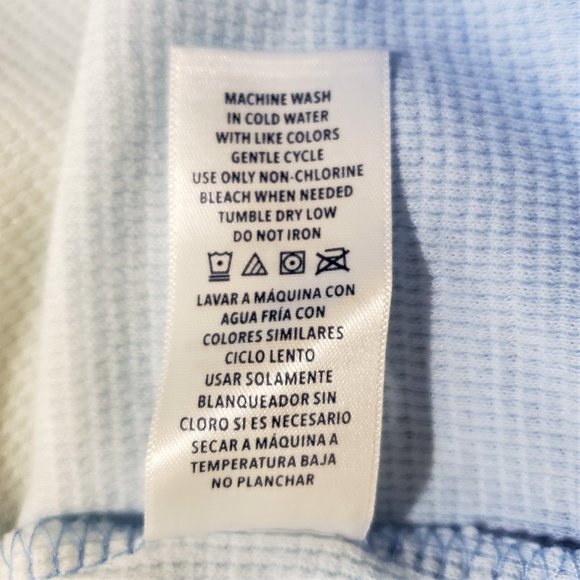 MACHINE WASH
IN COLD WATER
WITH LIKE COLORS
GENTLE CYCLE
USE ONLY NON-CHLORINE
BLEACH WHEN NEEDED
TUMBLE DRY LOW
DO NOT IRON
LAVAR A MÁQUINA CON
AGUA FRÍA CON
COLORES SIMILARES
CICLO LENTO
USAR SOLAMENTE
BLANQUEADOR SIN
CLORO SI ES NECESARIO
SECAR A MÁQUINA A
TEMPERATURA BAJA
NO PLANCHAR